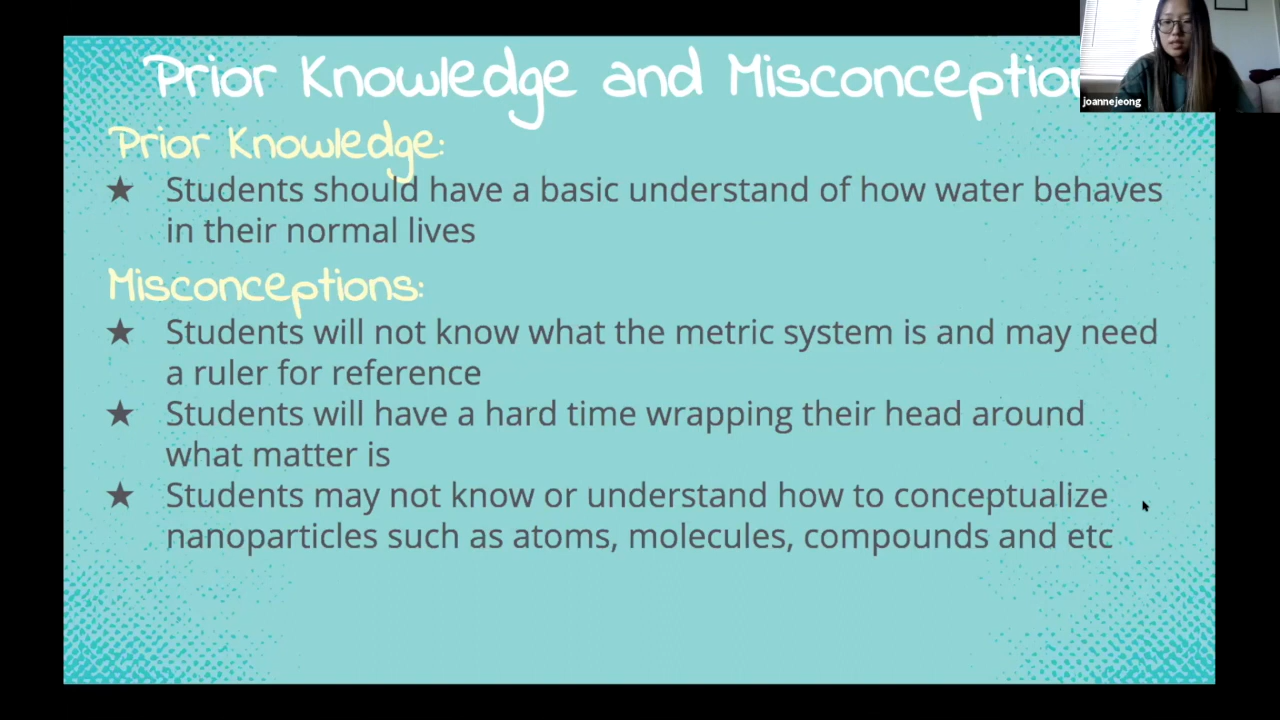 Prior Knowledge and Misconception
joannejeong
Prior Knowledge:
★ Students should have a basic understand of how water behaves
in their normal lives
Misconceptions:
★ Students will not know what the metric system is and may need
a ruler for reference
★ Students will have a hard time wrapping their head around
what matter is
★ Students may not know or understand how to conceptualize
nanoparticles such as atoms, molecules, compounds and etc